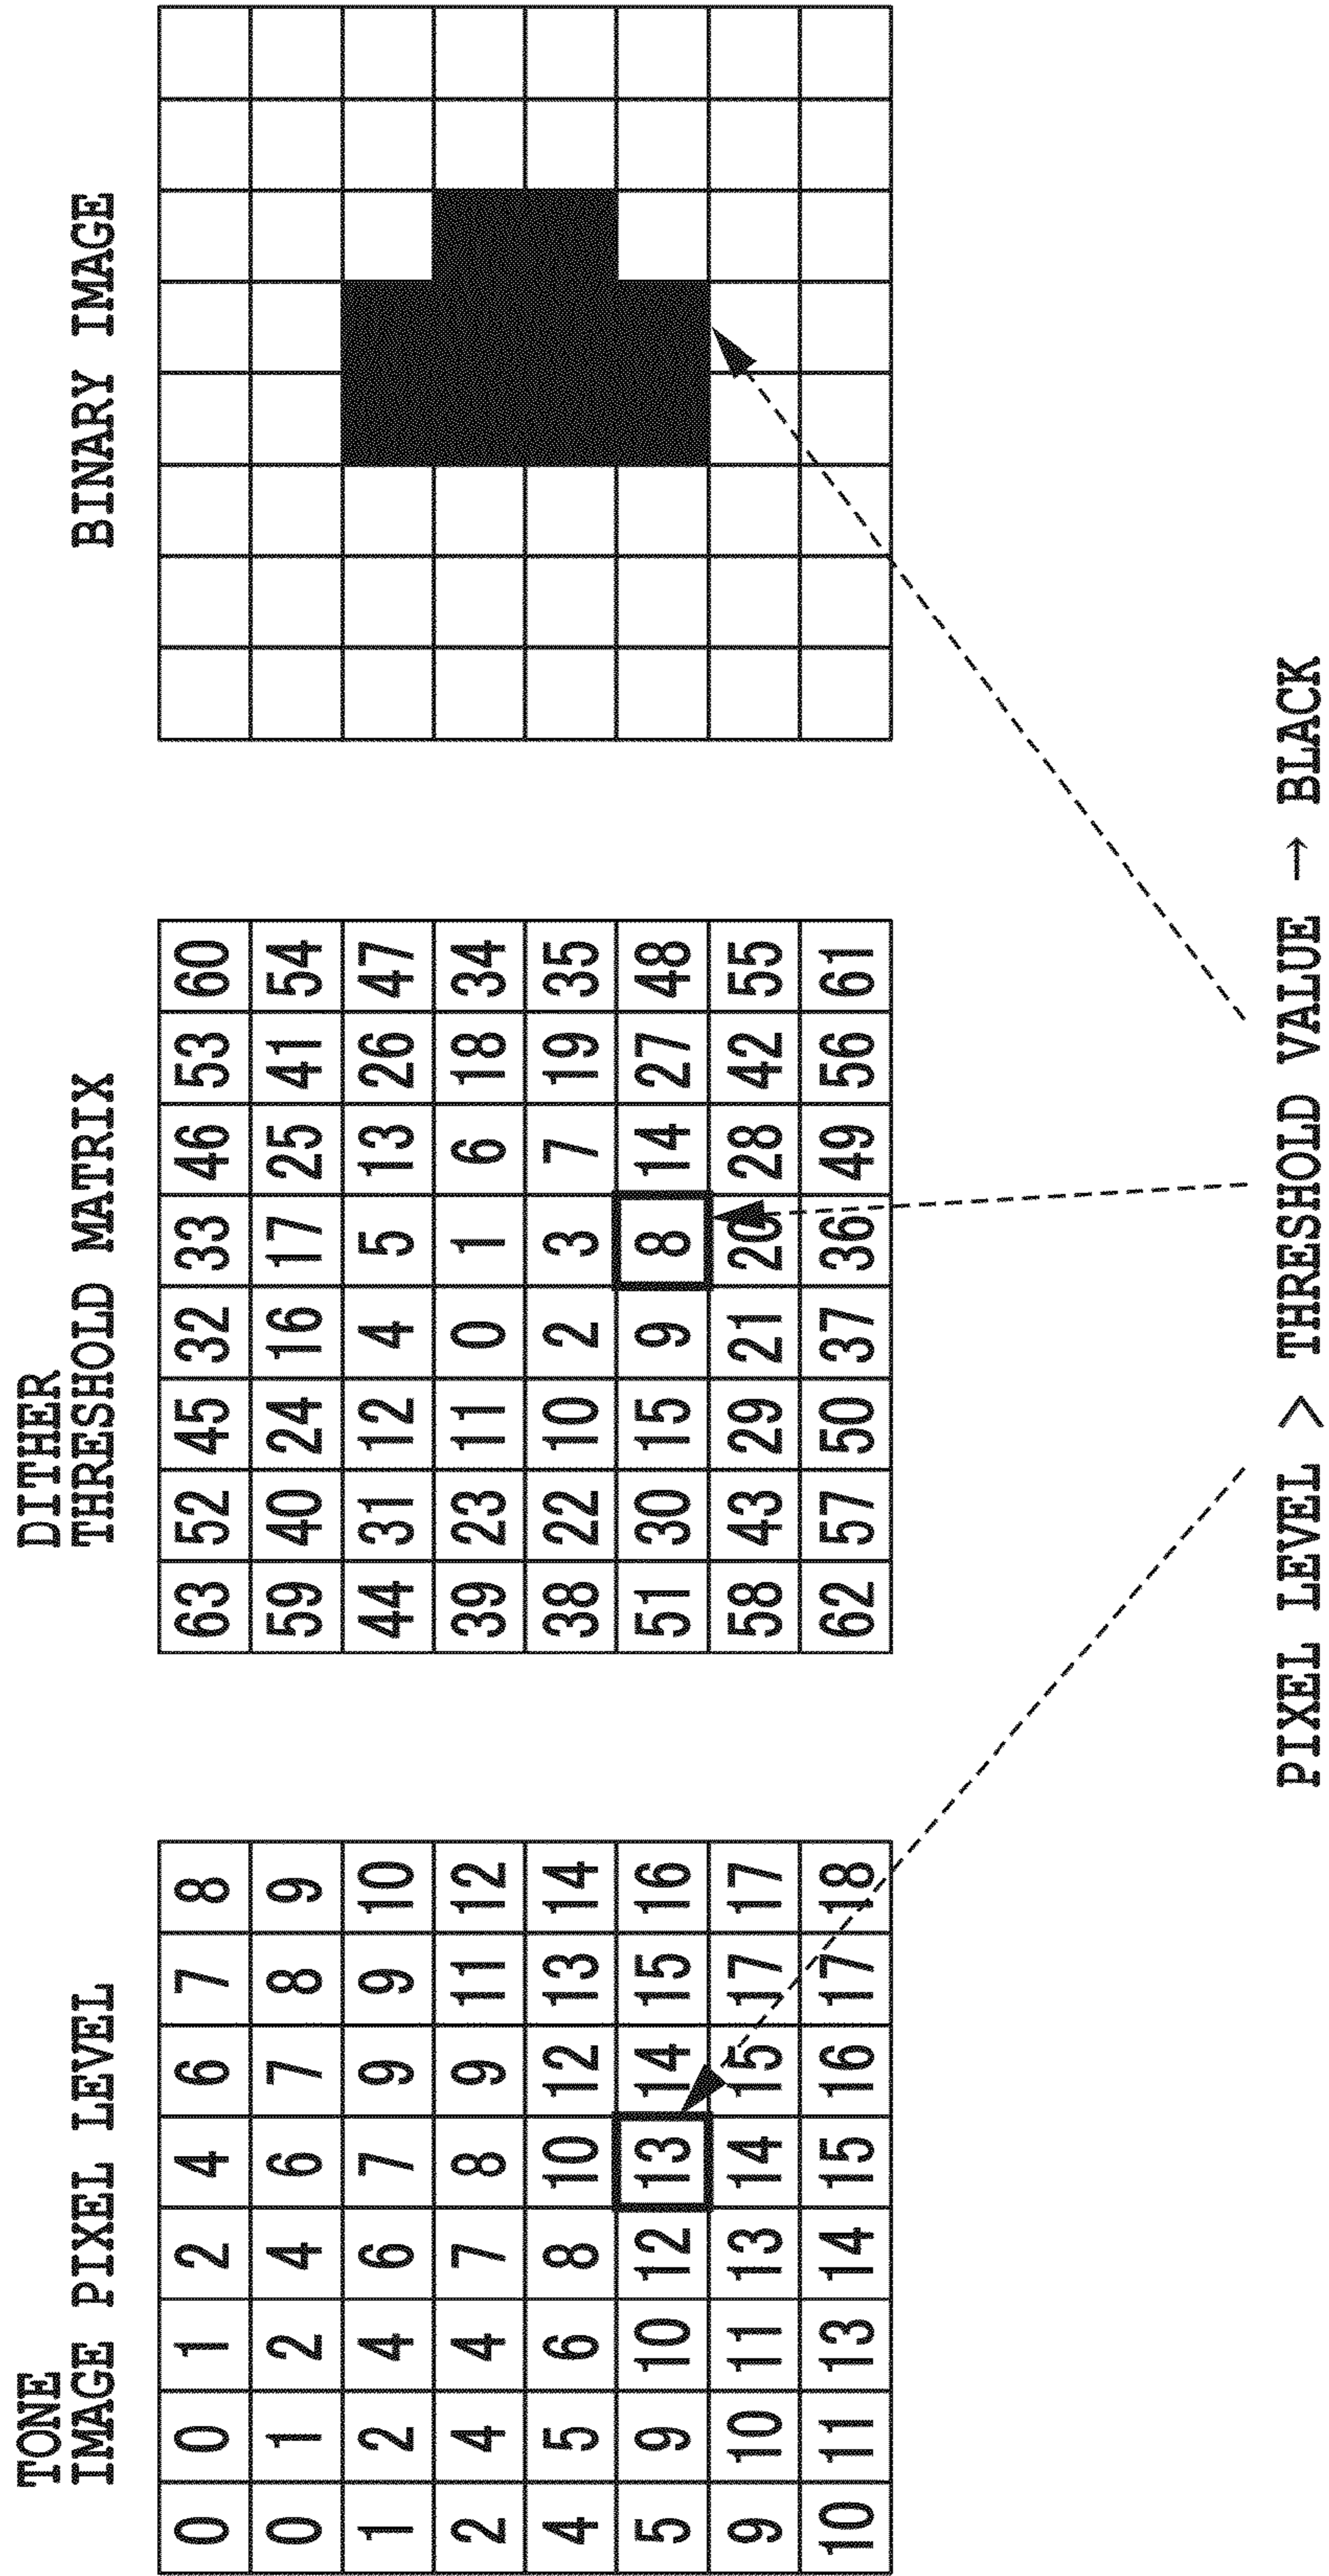 TONE
IMAGE PIXEL LEVEL
0 0 1 2 4 6 7 8
0 1 2 4 6 7 8 9
1 2 4 6 7 9 9 10
2 4 4 7 8 9 11 12
4 5 6 8 10 12 13 14
5 9 10 12 13 14 15 16
9 10 11 13 14 15 17 17
10 11 13 14 15 16 17 18
DITHER
THRESHOLD MATRIX
63 52 45 32 33 46 53 60
59 40 24 16 17 25 41 54
44 31 12 4 5 13 26 47
39 23 11 0 1 6 18 34
38 22 10 2 3 7 19 35
51 30 15 9 8 14 27 48
58 43 29 21 20 28 42 55
62 57 50 37 36 49 56 61
BINARY IMAGE
PIXEL LEVEL > THRESHOLD VALUE → BLACK